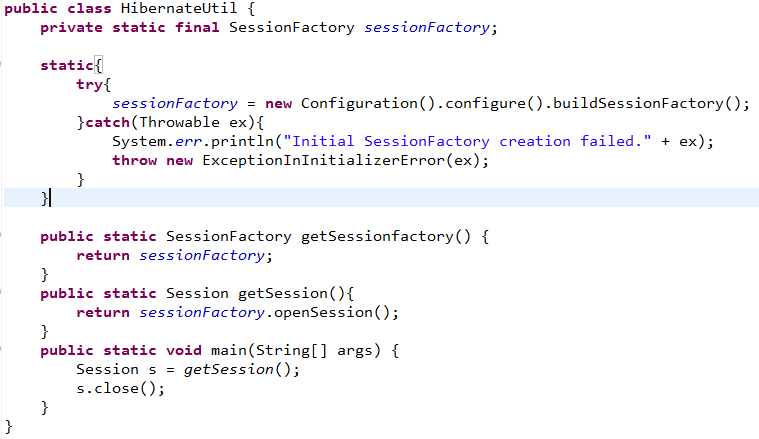 public class HibernateUtil {
    private static final SessionFactory sessionFactory;

    static{
        try{
            sessionFactory = new Configuration().configure().buildSessionFactory();
        }catch(Throwable ex){
            System.err.println("Initial SessionFactory creation failed." + ex);
            throw new ExceptionInInitializerError(ex);
        }
    }

    public static SessionFactory getSessionfactory() {
        return sessionFactory;
    }
    public static Session getSession(){
        return sessionFactory.openSession();
    }
    public static void main(String[] args) {
        Session s = getSession();
        s.close();
    }
}